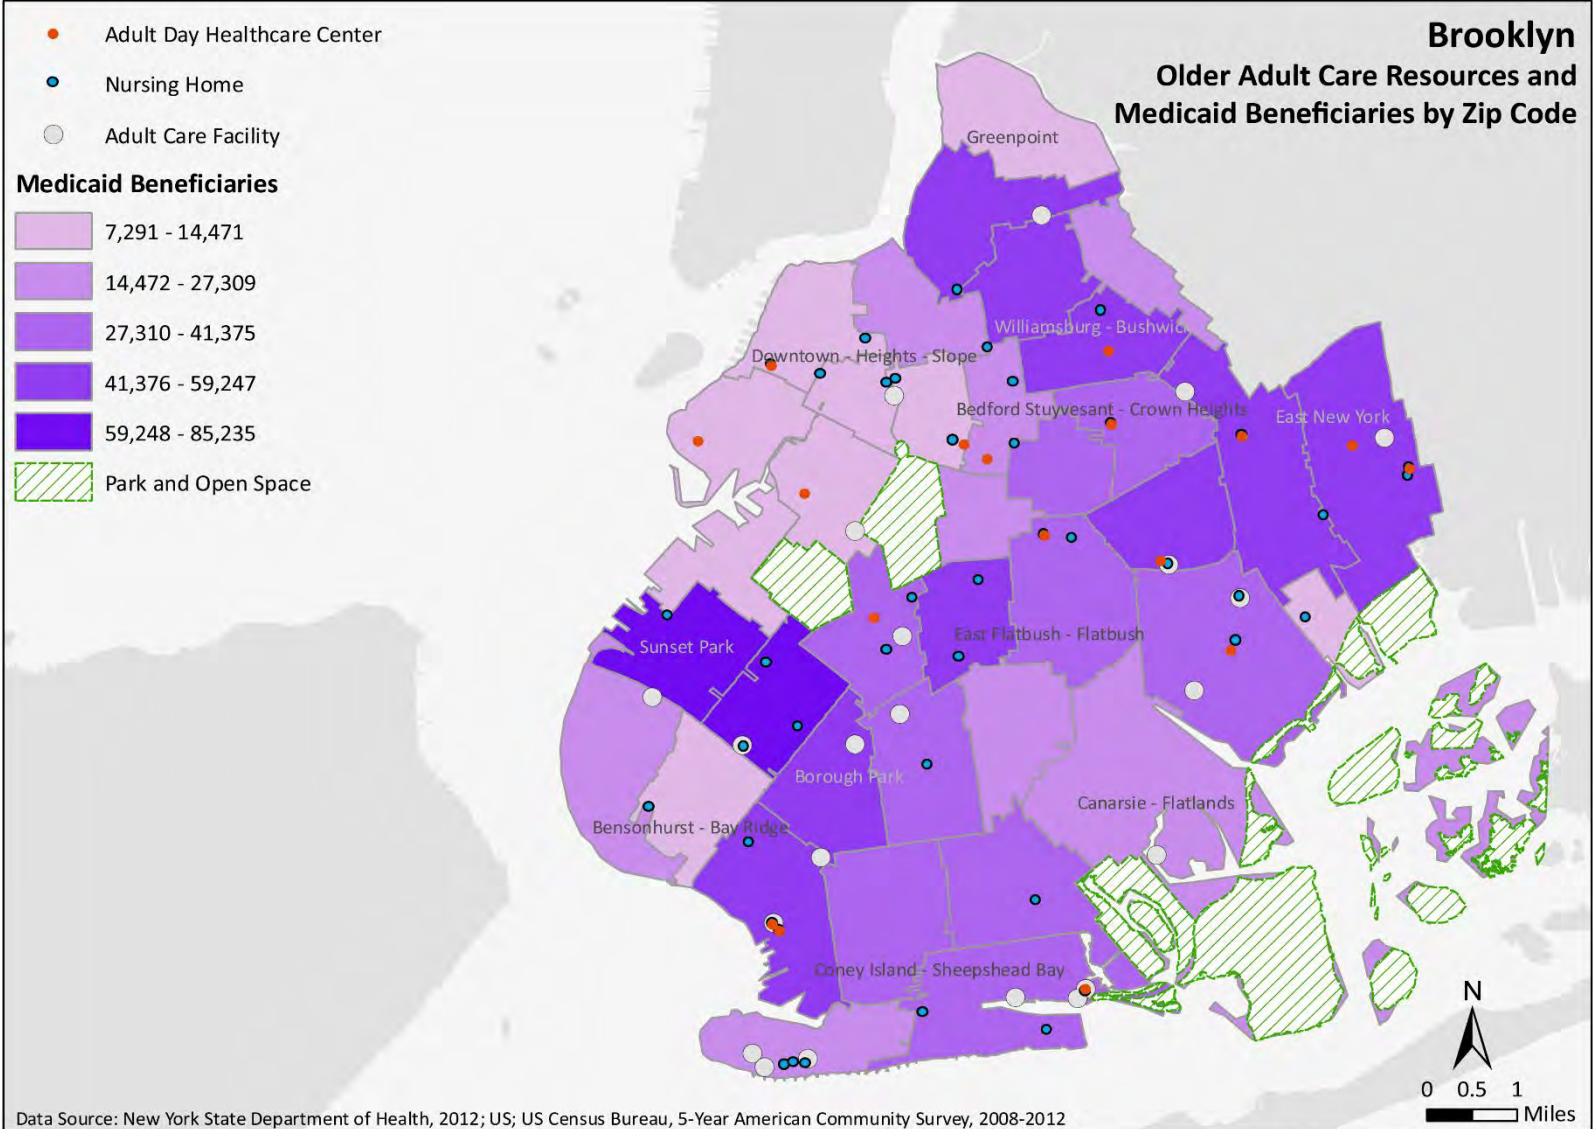 Adult Day Healthcare Center
Nursing Home
Adult Care Facility
Medicaid Beneficiaries
7,291 - 14,471
14,472 - 27,309
27,310 - 41,375
41,376 - 59,247
59,248 - 85,235
Park and Open Space
Brooklyn
Older Adult Care Resources and
Medicaid Beneficiaries by Zip Code
Greenpoint
Williamsburg - Bushwick
Downtown - Heights - Slope
Bedford Stuyvesant - Crown Heights
East New York
East Flatbush - Flatbush
Sunset Park
Borough Park
Canarsie - Flatlands
Bensonhurst - Bay Ridge
Coney Island - Sheepshead Bay
N
0 0.5 1
Miles
Data Source: New York State Department of Health, 2012; US; US Census Bureau, 5-Year American Community Survey, 2008-2012